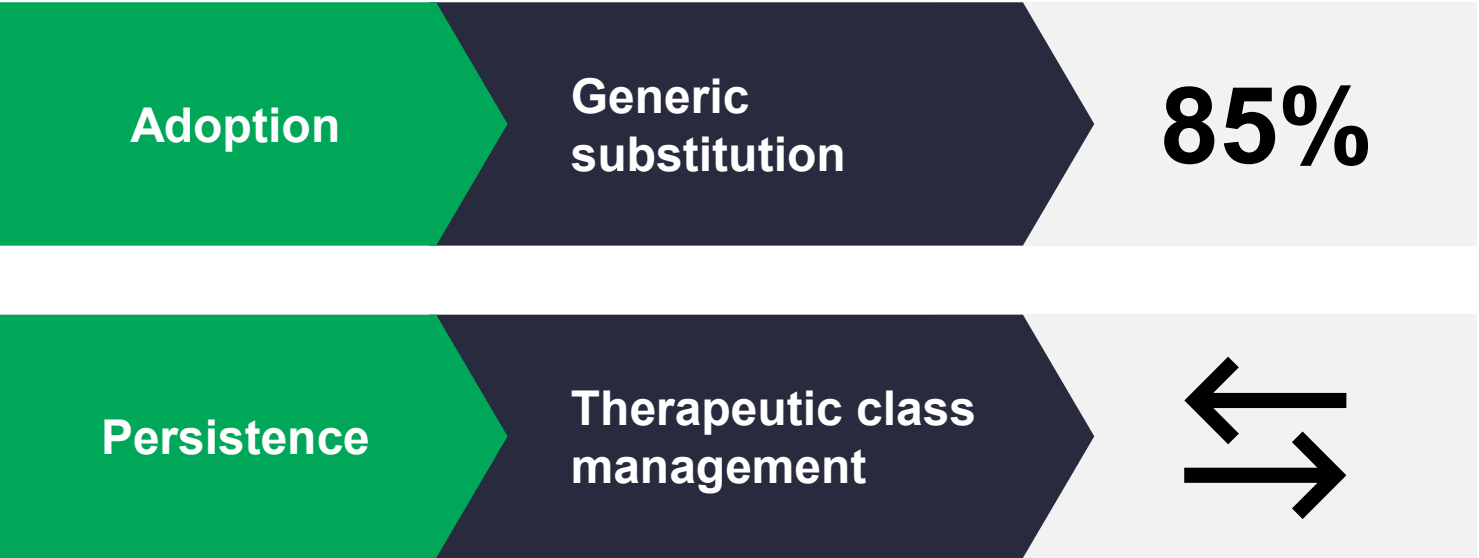 Adoption
Generic
substitution
85%
Persistence
Therapeutic class
management